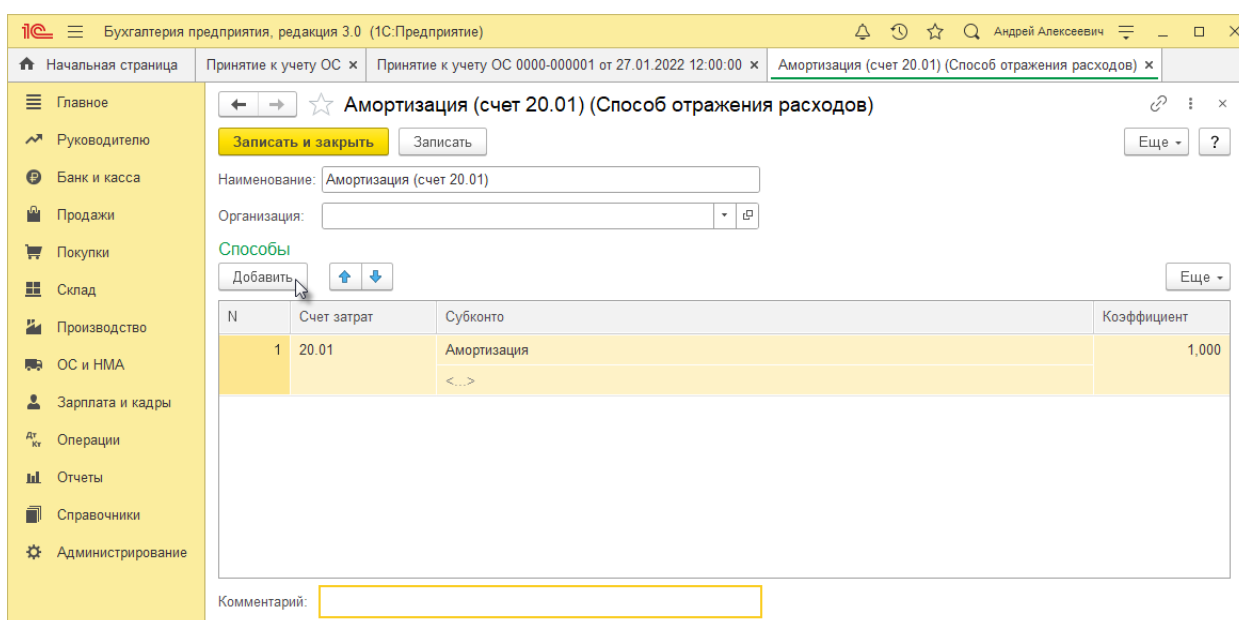 1С Бухгалтерия предприятия, редакция 3.0 (1С:Предприятие) Андрей Алексеевич
Начальная страница Принятие к учету ОС × Принятие к учету ОС 0000-000001 от 27.01.2022 12:00:00 × Амортизация (счет 20.01) (Способ отражения расходов) ×
Главное
Руководителю
Банк и касса
Продажи
Покупки
Склад
Производство
ОС и НМА
Зарплата и кадры
Дт Кт Операции
Отчеты
Справочники
Администрирование
Амортизация (счет 20.01) (Способ отражения расходов)
Записать и закрыть Записать Еще ?
Наименование: Амортизация (счет 20.01)
Организация:
Способы
Добавить Еще
N Счет затрат Субконто Коэффициент
1 20.01 Амортизация 1,000
<...>
Комментарий: